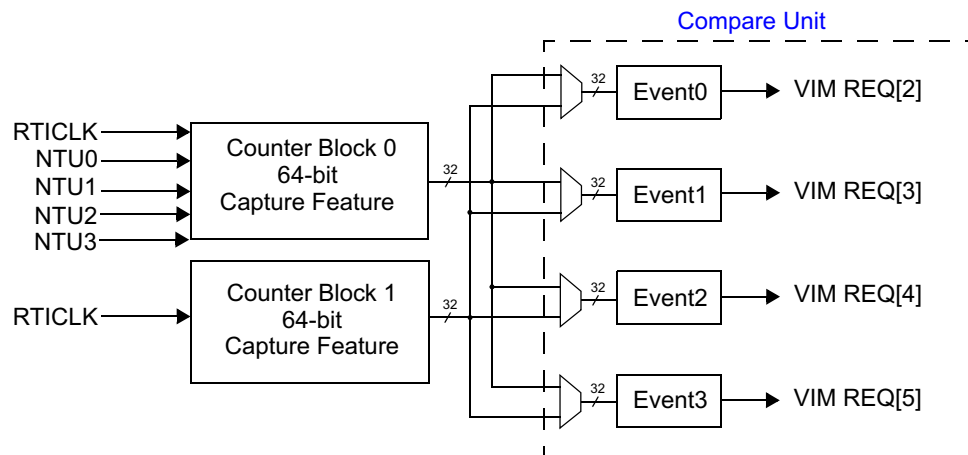 Compare Unit
32
Event0
VIM REQ[2]
RTICLK
NTU0
NTU1
NTU2
NTU3
Counter Block 0
64-bit
Capture Feature
32
32
Event1
VIM REQ[3]
RTICLK
Counter Block 1
64-bit
Capture Feature
32
32
Event2
VIM REQ[4]
32
Event3
VIM REQ[5]